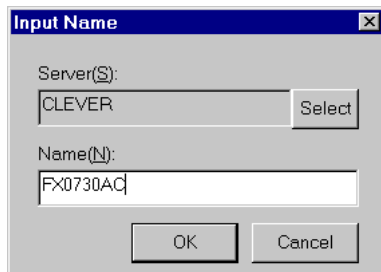 Input Name
Server(S):
CLEVER
Select
Name(N):
FX0730AC
OK
Cancel